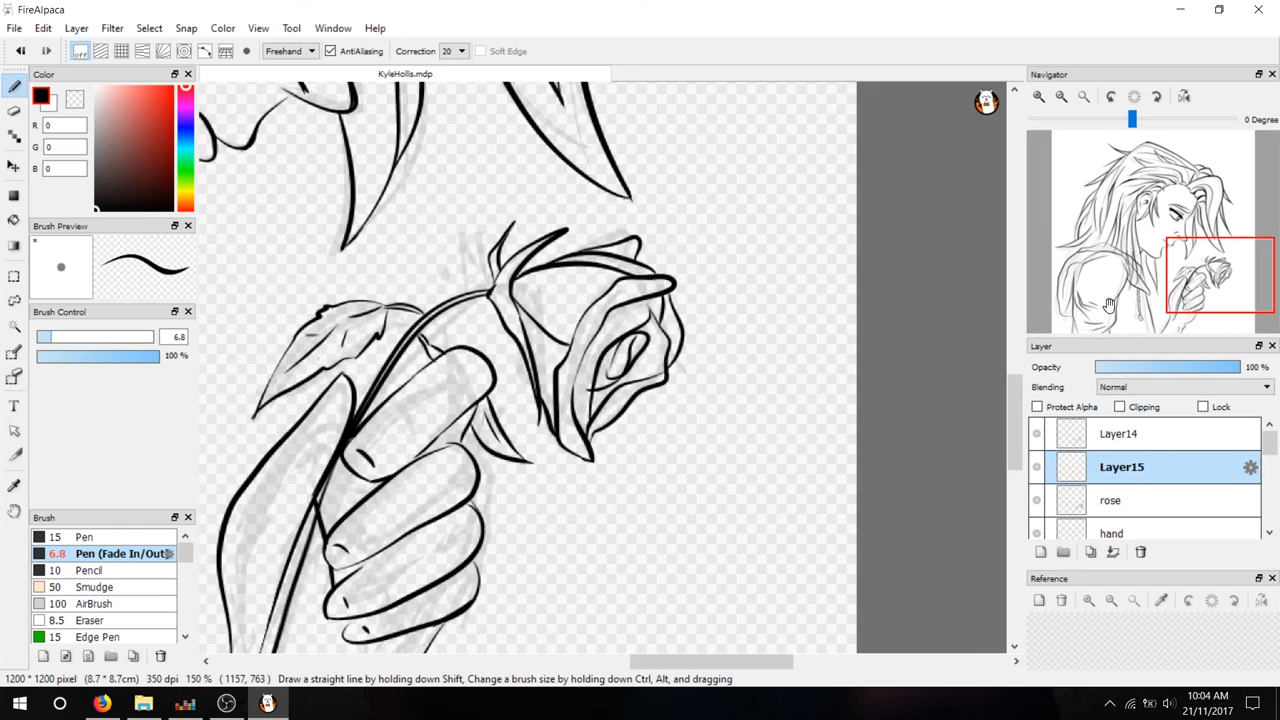 FireAlpaca
File Edit Layer Filter Select Snap Color View Tool Window Help
off Freehand AntiAliasing Correction 20 Soft Edge
Color
KyleHollis.mdp
Navigator
R 0
G 0
B 0
0 Degree
Brush Preview
Brush Control
6.8
100 %
Layer
Opacity 100 %
Blending Normal
Protect Alpha Clipping Lock
Layer14
Layer15
rose
hand
Brush
15 Pen
6.8 Pen (Fade In/Out
10 Pencil
50 Smudge
100 AirBrush
8.5 Eraser
15 Edge Pen
Reference
1200 * 1200 pixel (8.7 * 8.7cm) 350 dpi 150 % ( 1157, 763 ) Draw a straight line by holding down Shift, Change a brush size by holding down Ctrl, Alt, and dragging
10:04 AM
21/11/2017